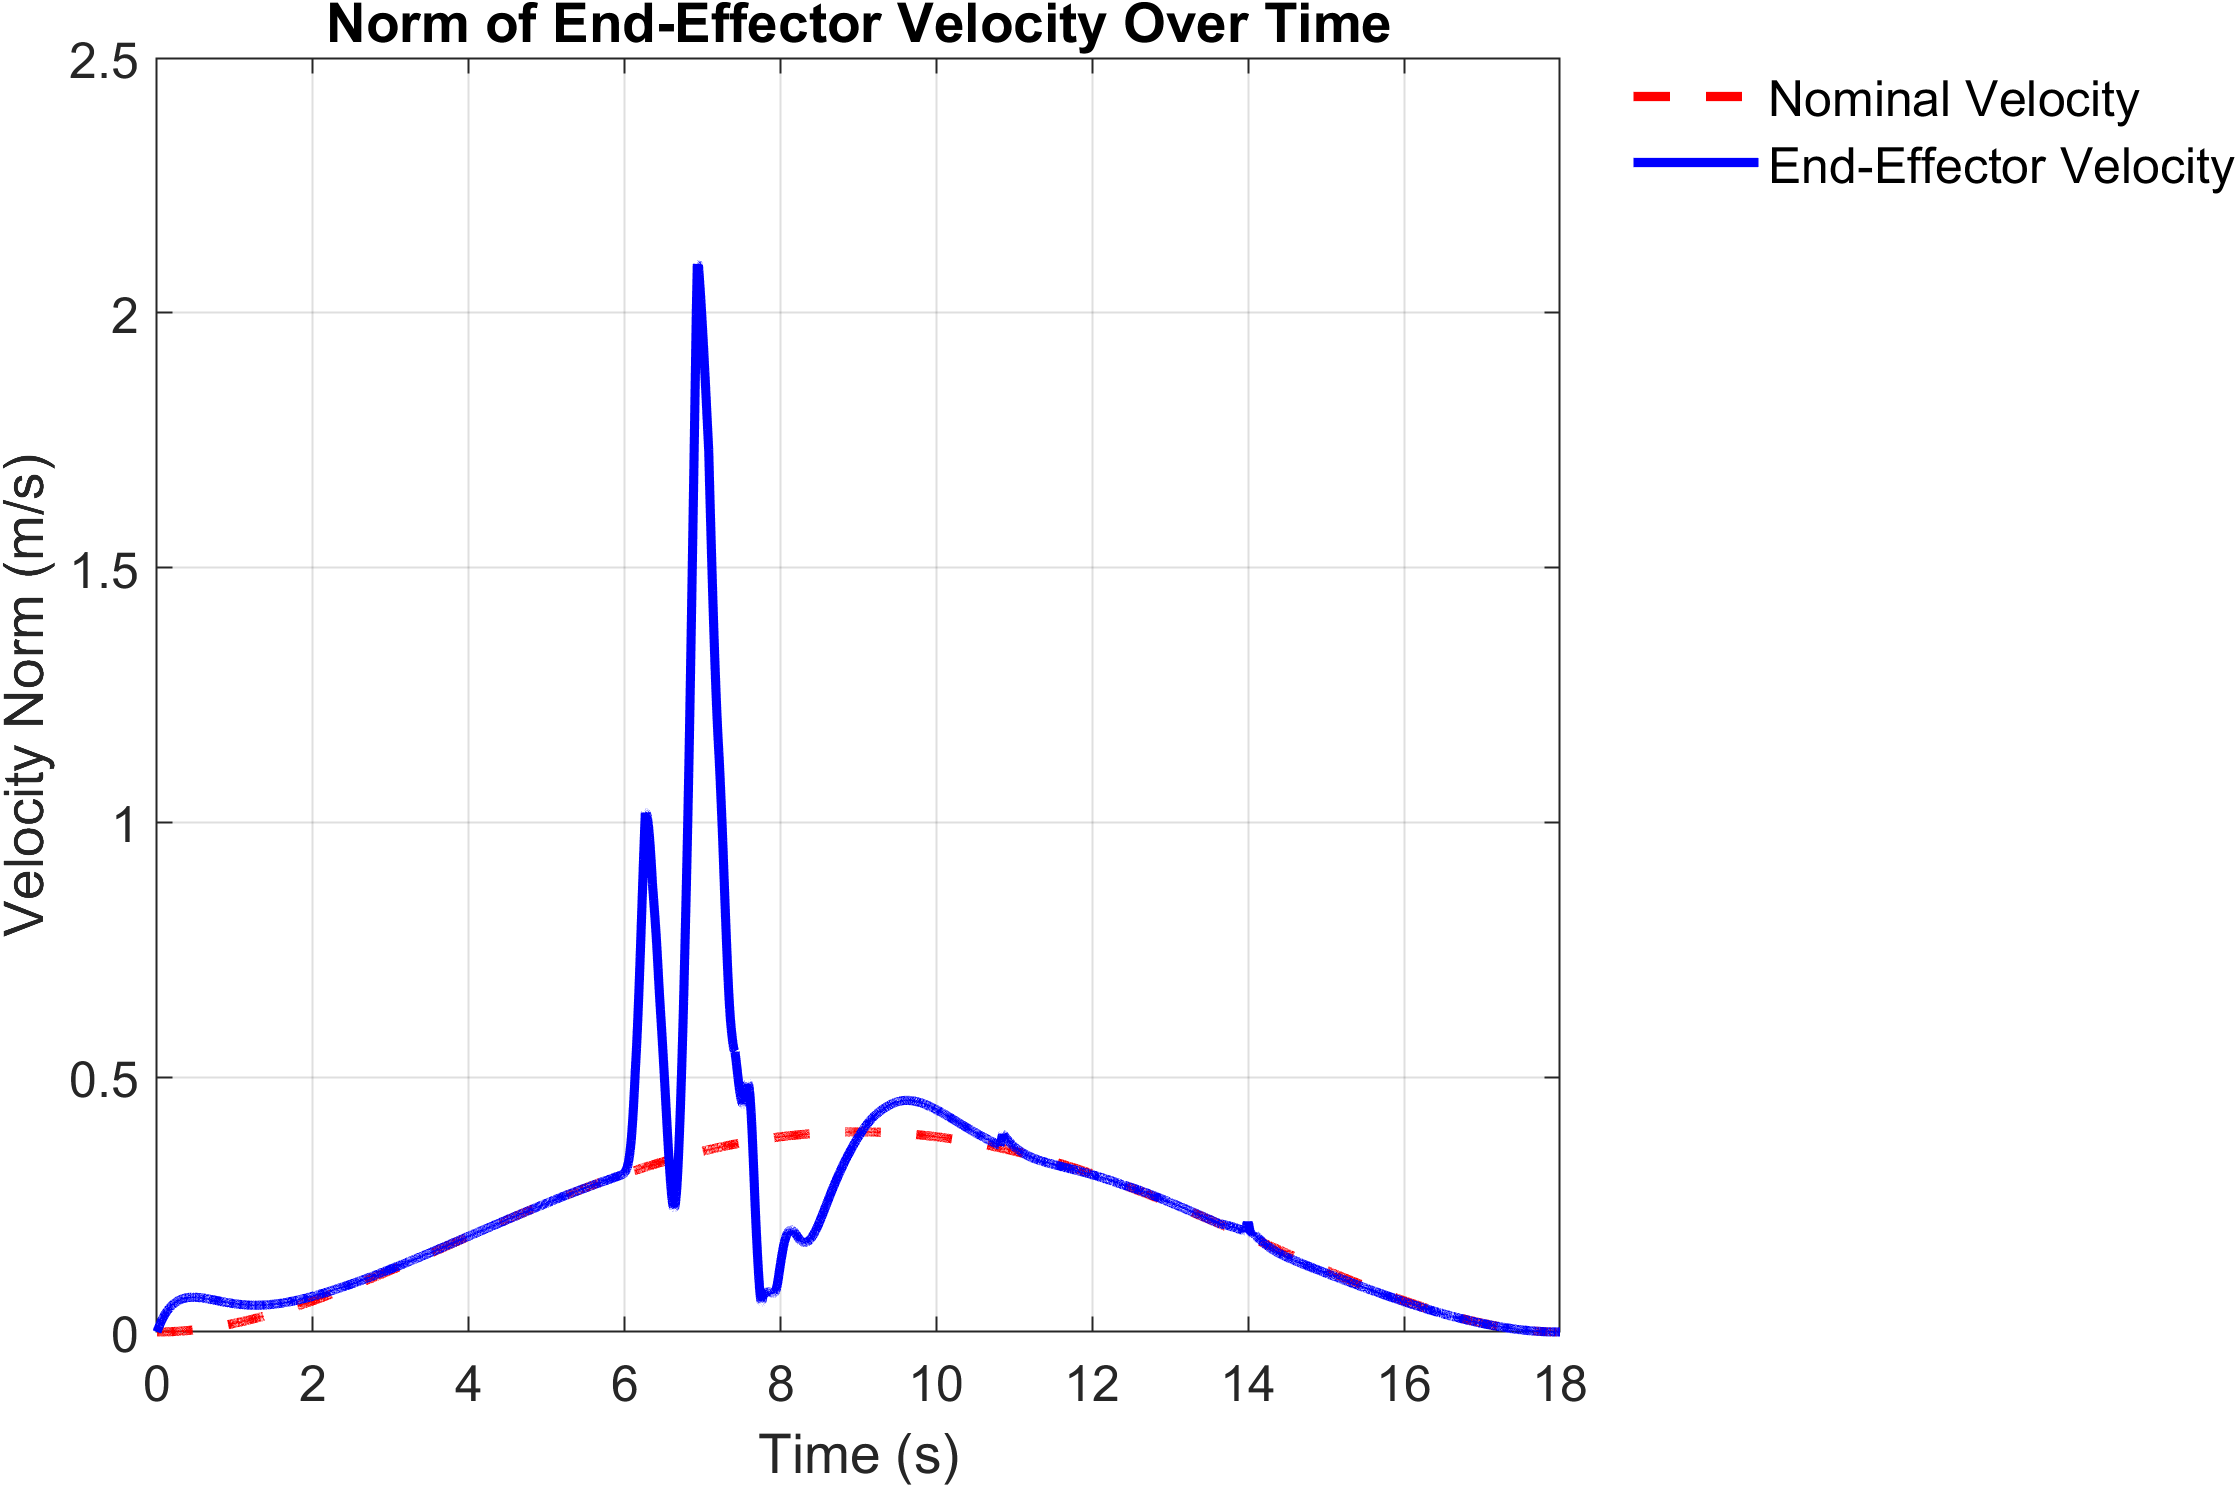 Norm of End-Effector Velocity Over Time
2.5
2
1.5
1
0.5
0
Velocity Norm (m/s)
0 2 4 6 8 10 12 14 16 18
Time (s)
Nominal Velocity
End-Effector Velocity